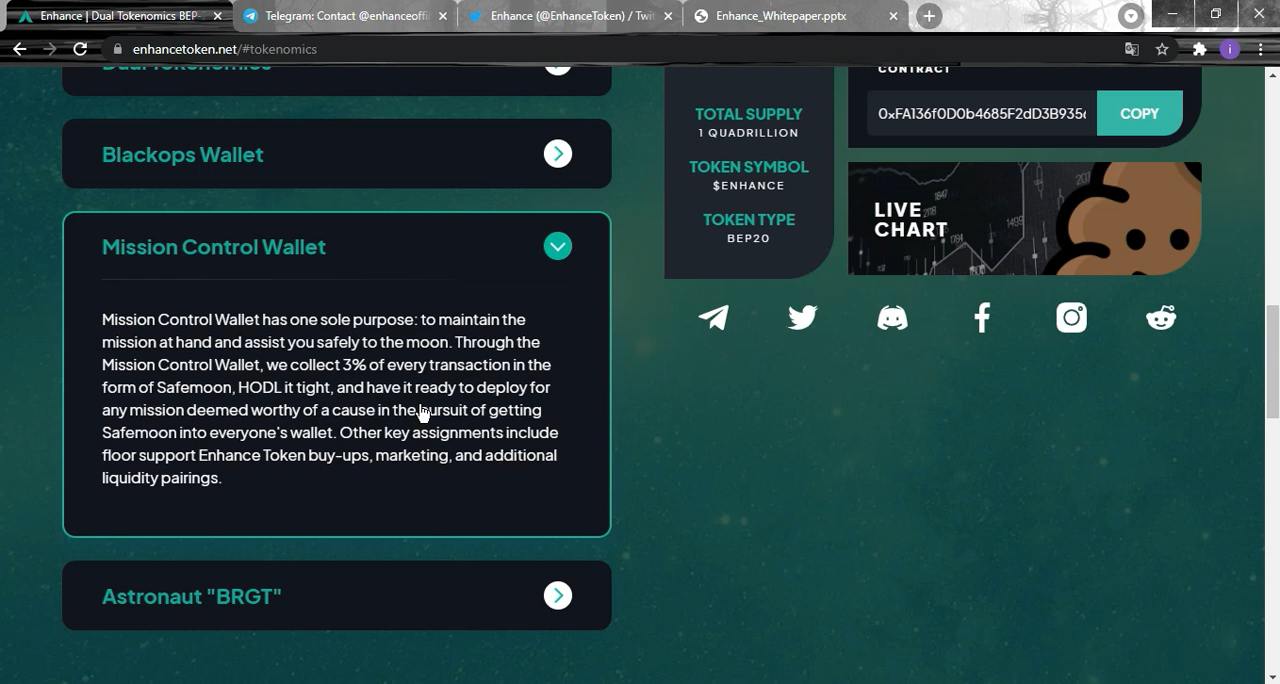 Enhance | Dual Tokenomics BEP-
Telegram: Contact @enhanceoffi
Enhance (@EnhanceToken) / Twit
Enhance_Whitepaper.pptx
enhancetoken.net/#tokenomics
i
Dual Tokenomics
Blackops Wallet
Mission Control Wallet
Mission Control Wallet has one sole purpose: to maintain the
mission at hand and assist you safely to the moon. Through the
Mission Control Wallet, we collect 3% of every transaction in the
form of Safemoon, HODL it tight, and have it ready to deploy for
any mission deemed worthy of a cause in the pursuit of getting
Safemoon into everyone's wallet. Other key assignments include
floor support Enhance Token buy-ups, marketing, and additional
liquidity pairings.
Astronaut "BRGT"
TOTAL SUPPLY
1 QUADRILLION
TOKEN SYMBOL
$ENHANCE
TOKEN TYPE
BEP20
CONTRACT
0xFA136f0D0b4685F2dD3B935
COPY
LIVE
CHART
1499